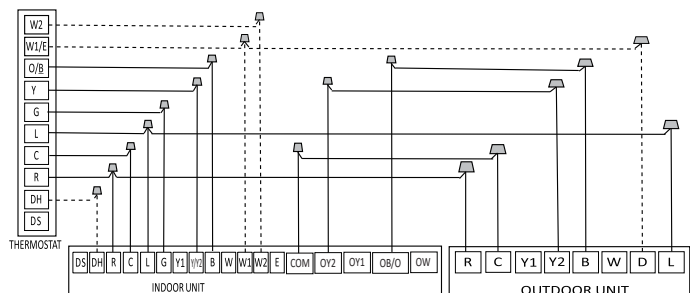 W2
W1/E
O/B
Y
G
L
C
R
DH
DS
THERMOSTAT
DS DH R C L G Y1 Y/Y2 B W W1 W2 E COM OY2 OY1 OB/O OW
INDOOR UNIT
R C Y1 Y2 B W D L
OUTDOOR UNIT